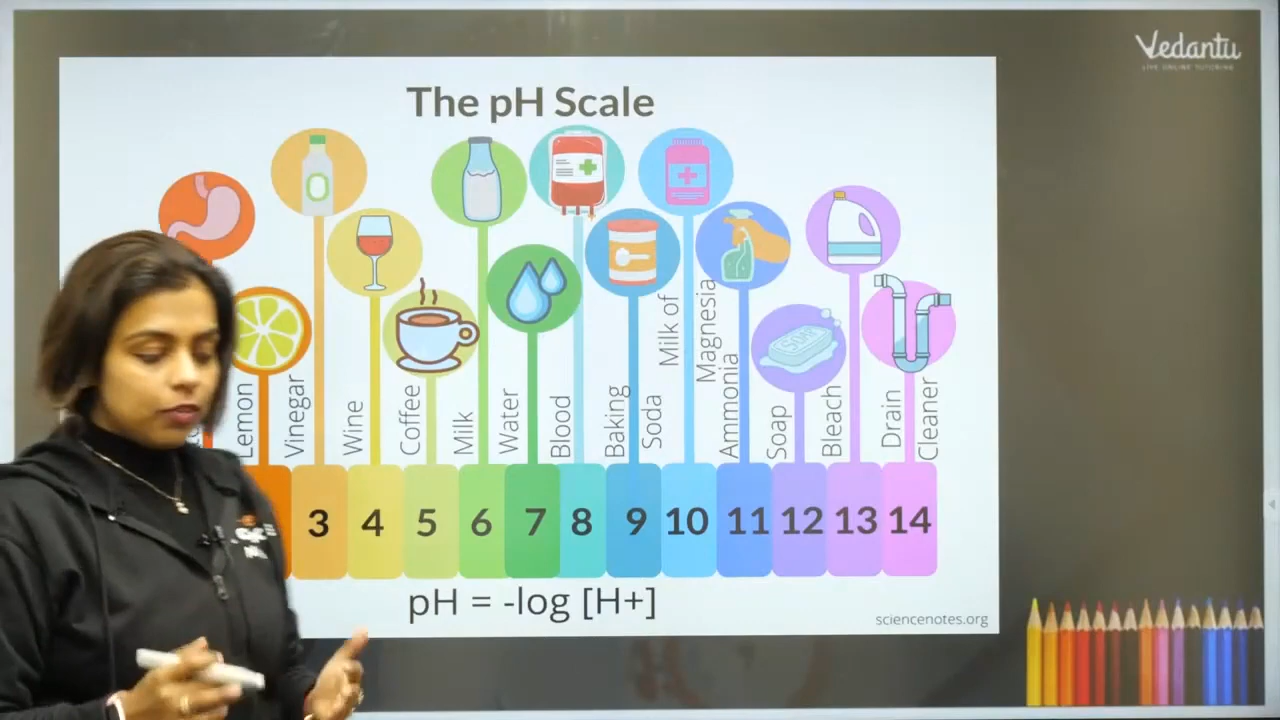 Vedantu
LIVE ONLINE TUTORING
The pH Scale
Lemon
Vinegar
Wine
Coffee
Milk
Water
Blood
Baking
Soda
Milk of
Magnesia
Ammonia
Soap
Bleach
Drain
Cleaner
SOAP
3 4 5 6 7 8 9 10 11 12 13 14
pH = -log [H+]
sciencenotes.org